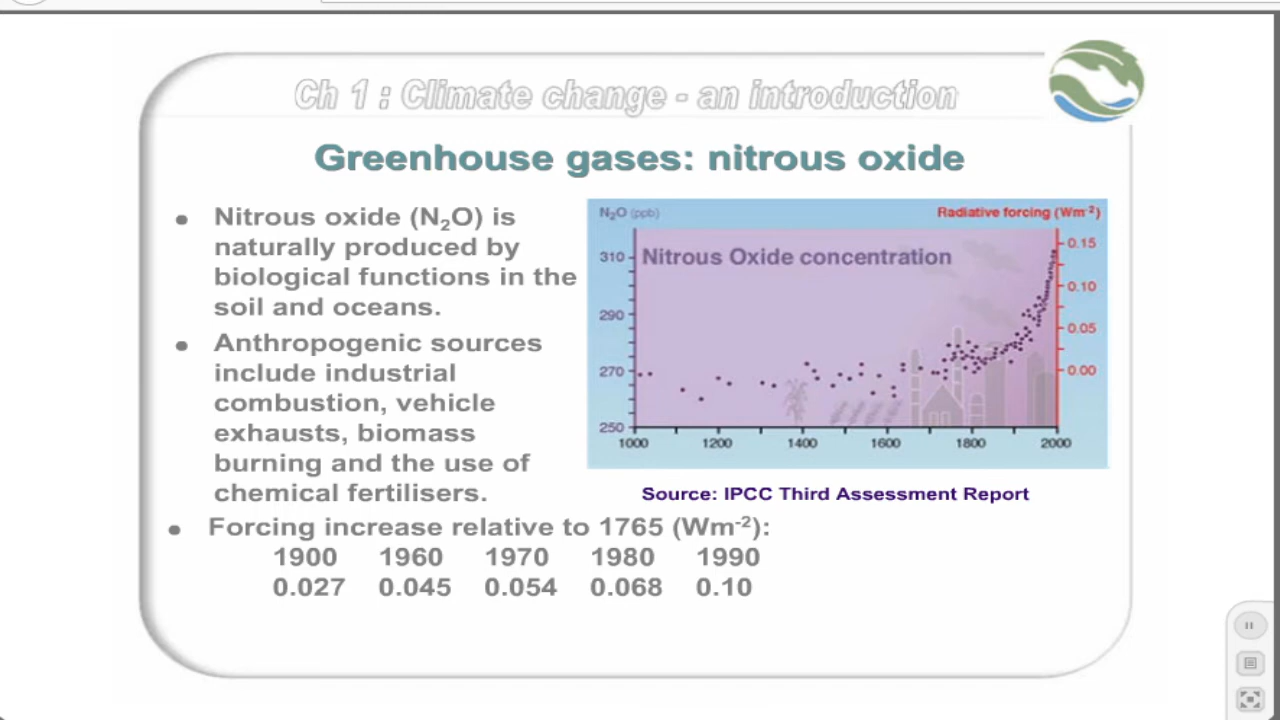 Ch 1 : Climate change - an introduction
Greenhouse gases: nitrous oxide
• Nitrous oxide (N₂O) is
naturally produced by
biological functions in the
soil and oceans.
• Anthropogenic sources
include industrial
combustion, vehicle
exhausts, biomass
burning and the use of
chemical fertilisers.
N₂O (ppb)
Radiative forcing (Wm⁻²)
Nitrous Oxide concentration
310
290
270
250
0.15
0.10
0.05
0.00
1000 1200 1400 1600 1800 2000
Source: IPCC Third Assessment Report
• Forcing increase relative to 1765 (Wm⁻²):
1900 1960 1970 1980 1990
0.027 0.045 0.054 0.068 0.10